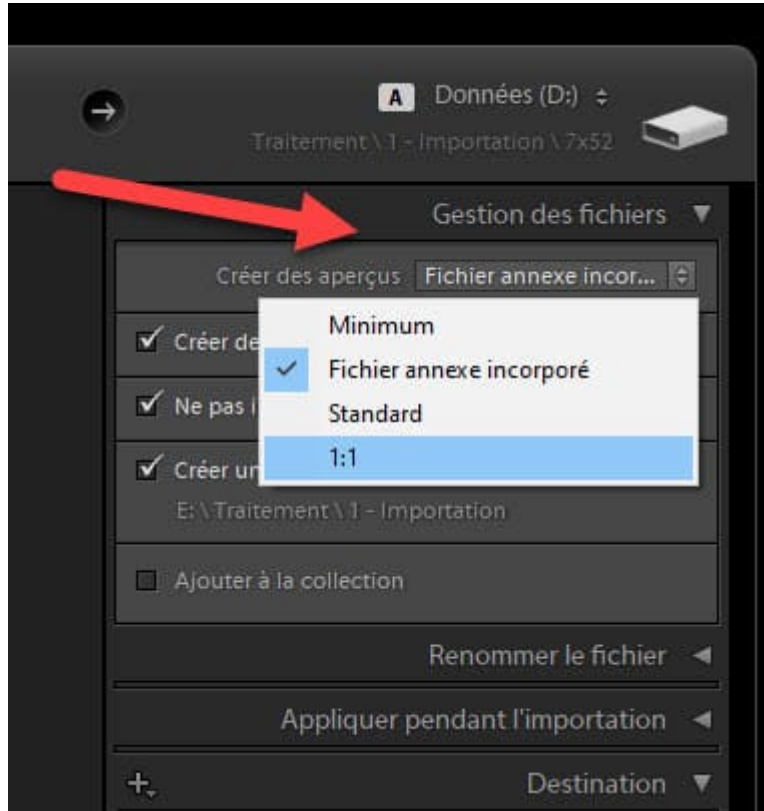 A Données (D:)
Traitement \ 1 - Importation \ 7x52
Gestion des fichiers
Créer des aperçus Fichier annexe incor...
Minimum
Fichier annexe incorporé
Standard
1:1
Créer de
Ne pas i
Créer un
E: \ Traitement \ 1 - Importation
Ajouter à la collection
Renommer le fichier
Appliquer pendant l'importation
Destination